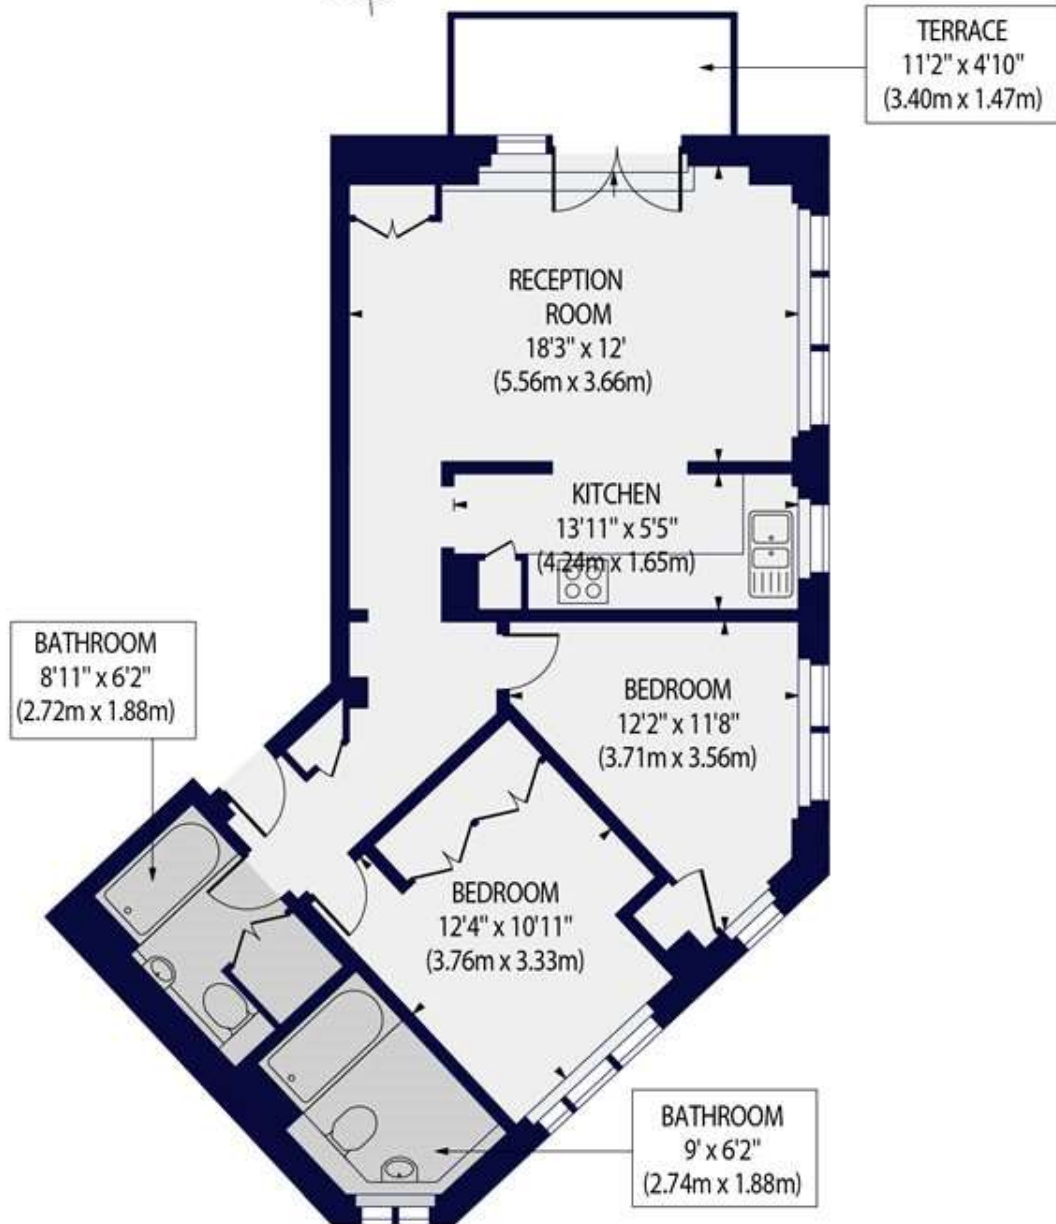 TERRACE
11'2" x 4'10"
(3.40m x 1.47m)
RECEPTION
ROOM
18'3" x 12'
(5.56m x 3.66m)
KITCHEN
13'11" x 5'5"
(4.24m x 1.65m)
BATHROOM
8'11" x 6'2"
(2.72m x 1.88m)
BEDROOM
12'2" x 11'8"
(3.71m x 3.56m)
BEDROOM
12'4" x 10'11"
(3.76m x 3.33m)
BATHROOM
9' x 6'2"
(2.74m x 1.88m)